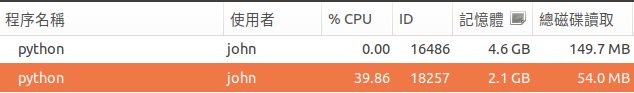 程序名稱 使用者 % CPU ID 記憶體 總磁碟讀取
python john 0.00 16486 4.6 GB 149.7 MB
python john 39.86 18257 2.1 GB 54.0 MB